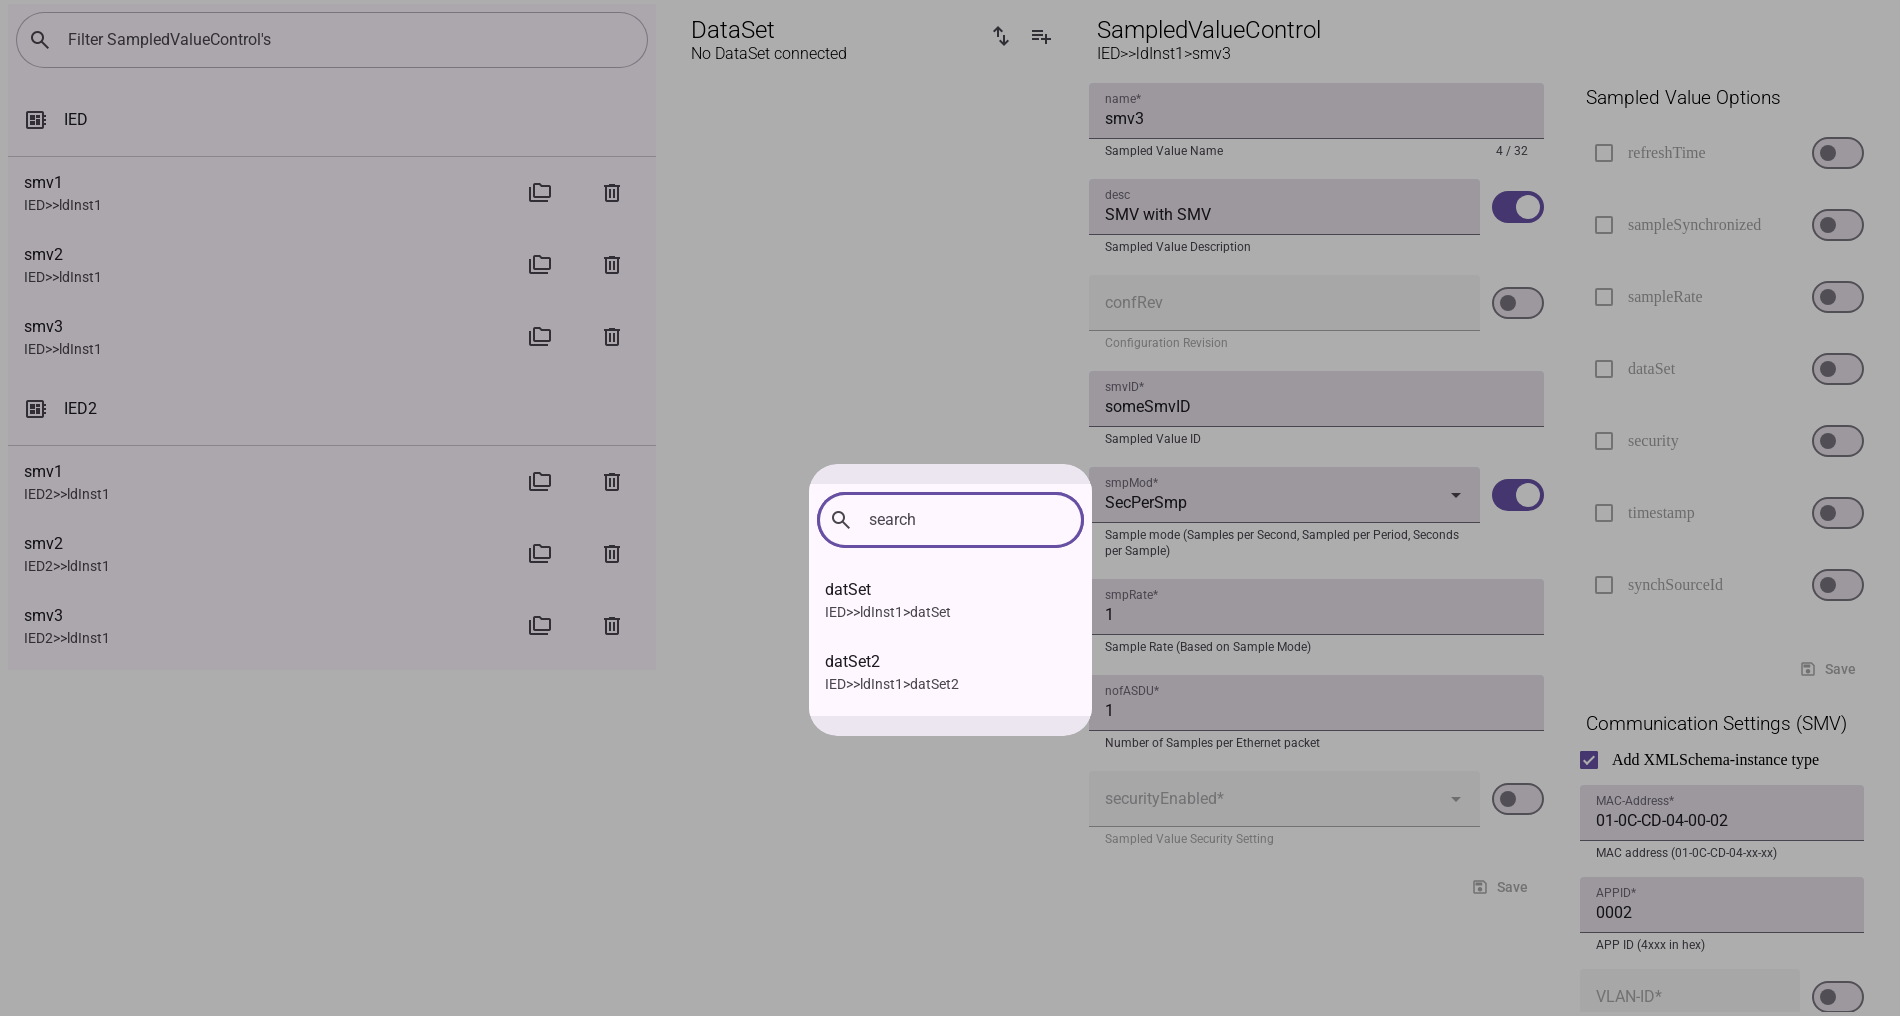 Filter SampledValueControl's
IED
smv1
IED>>ldInst1
smv2
IED>>ldInst1
smv3
IED>>ldInst1
IED2
smv1
IED2>>ldInst1
smv2
IED2>>ldInst1
smv3
IED2>>ldInst1
DataSet
No DataSet connected
search
datSet
IED>>ldInst1>datSet
datSet2
IED>>ldInst1>datSet2
SampledValueControl
IED>>ldInst1>smv3
name*
smv3
Sampled Value Name 4 / 32
desc
SMV with SMV
Sampled Value Description
confRev
Configuration Revision
smvID*
someSmvID
Sampled Value ID
smpMod*
SecPerSmp
Sample mode (Samples per Second, Sampled per Period, Seconds
per Sample)
smpRate*
1
Sample Rate (Based on Sample Mode)
nofASDU*
1
Number of Samples per Ethernet packet
securityEnabled*
Sampled Value Security Setting
Save
Sampled Value Options
refreshTime
sampleSynchronized
sampleRate
dataSet
security
timestamp
synchSourceId
Save
Communication Settings (SMV)
Add XMLSchema-instance type
MAC-Address*
01-0C-CD-04-00-02
MAC address (01-0C-CD-04-xx-xx)
APPID*
0002
APP ID (4xxx in hex)
VLAN-ID*